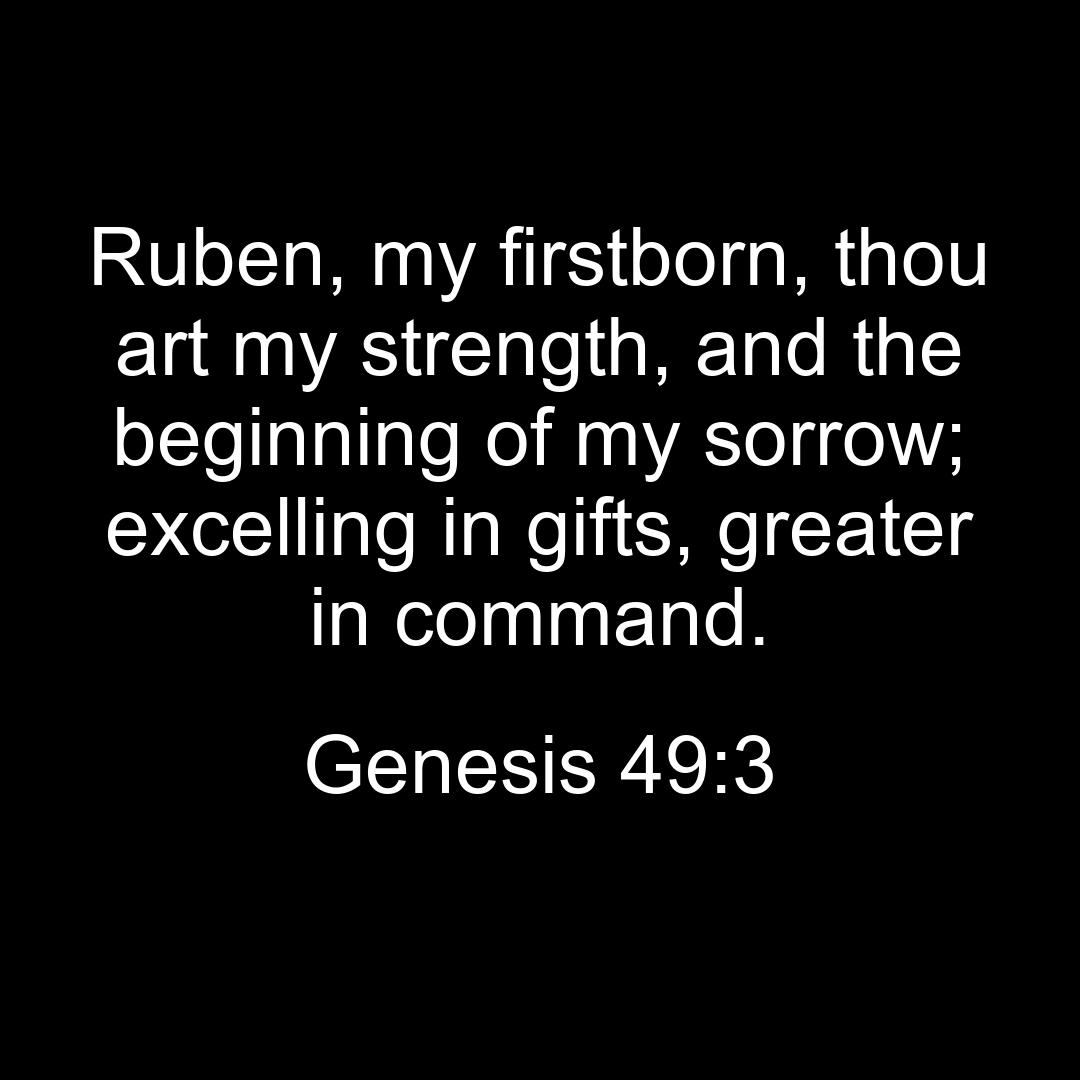 Ruben, my firstborn, thou
art my strength, and the
beginning of my sorrow;
excelling in gifts, greater
in command.
Genesis 49:3